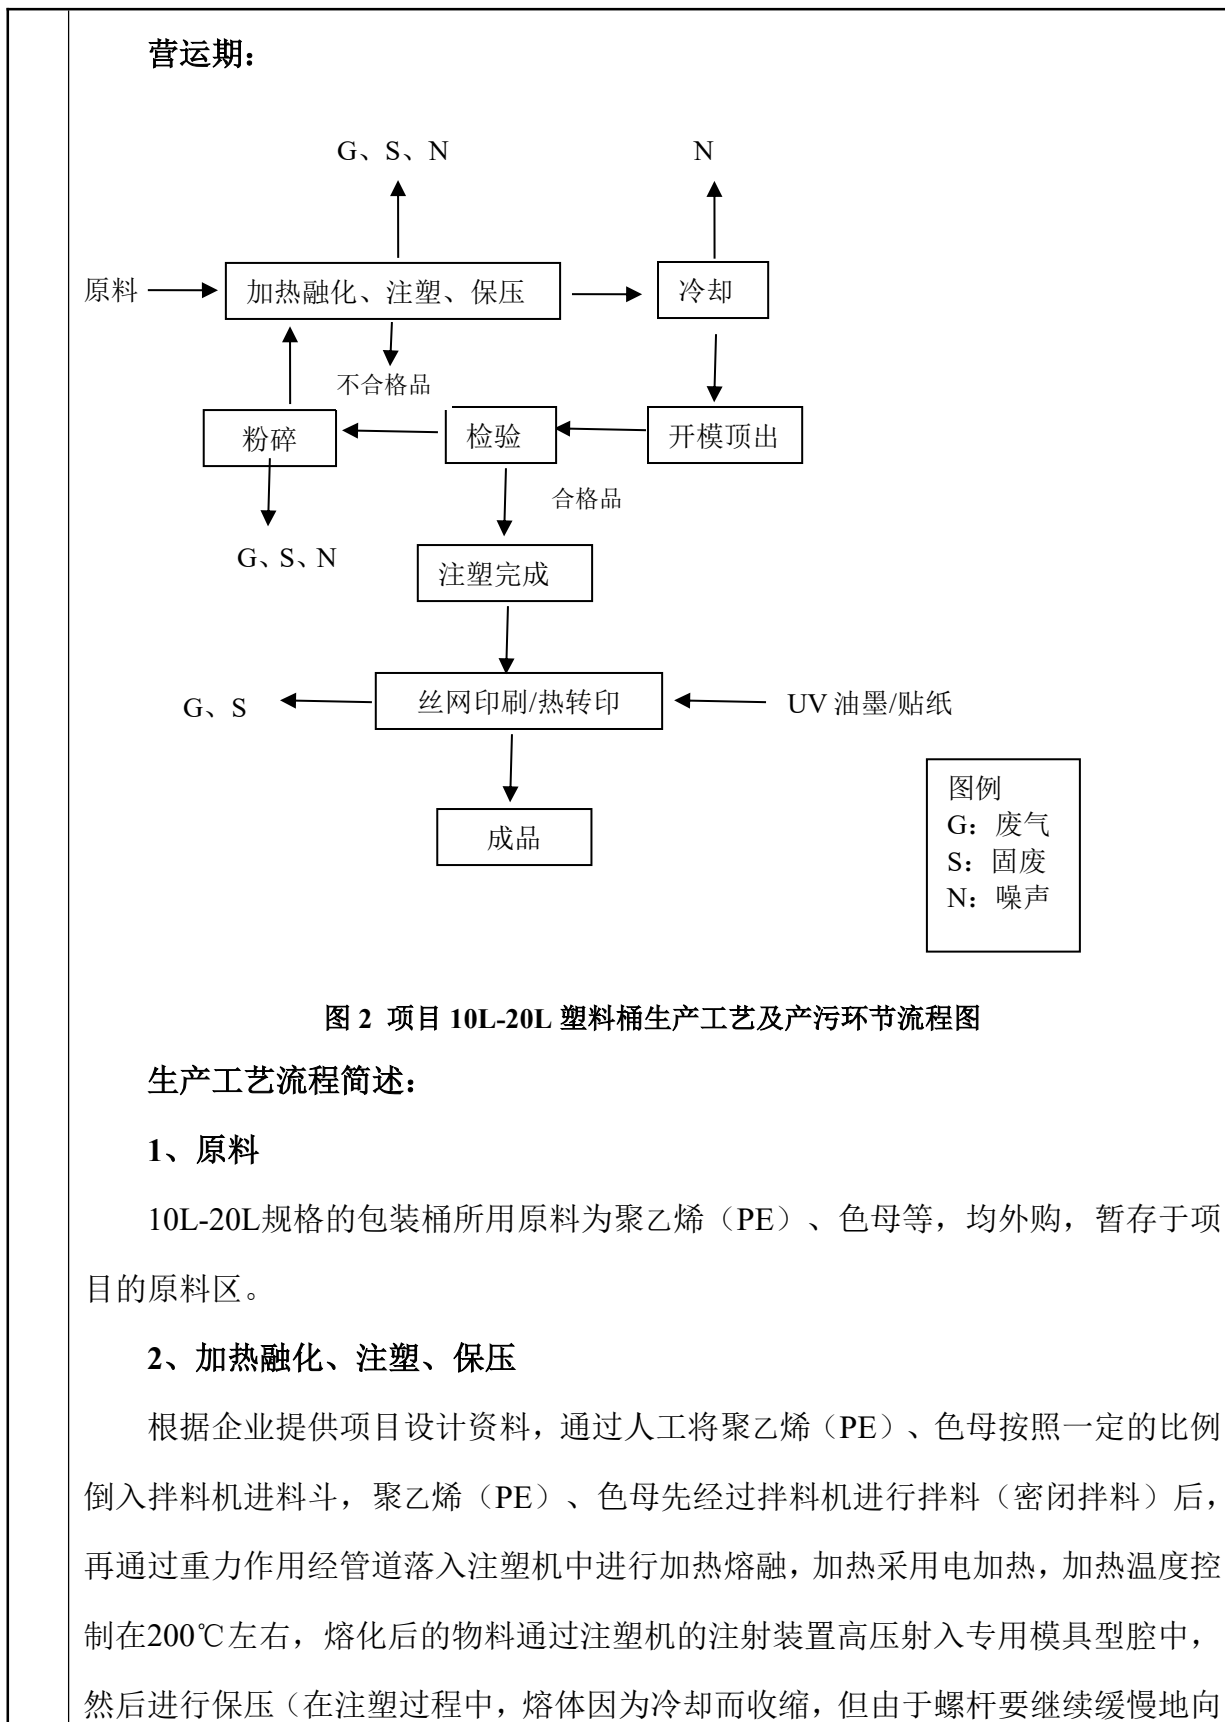 营运期：
G、S、N
N
原料
加热融化、注塑、保压
冷却
不合格品
粉碎
检验
开模顶出
合格品
G、S、N
注塑完成
G、S
丝网印刷/热转印
UV 油墨/贴纸
成品
图例
G：废气
S：固废
N：噪声
图 2 项目 10L-20L 塑料桶生产工艺及产污环节流程图
生产工艺流程简述：
1、原料
10L-20L规格的包装桶所用原料为聚乙烯（PE）、色母等，均外购，暂存于项
目的原料区。
2、加热融化、注塑、保压
根据企业提供项目设计资料，通过人工将聚乙烯（PE）、色母按照一定的比例
倒入拌料机进料斗，聚乙烯（PE）、色母先经过拌料机进行拌料（密闭拌料）后，
再通过重力作用经管道落入注塑机中进行加热熔融，加热采用电加热，加热温度控
制在200℃左右，熔化后的物料通过注塑机的注射装置高压射入专用模具型腔中，
然后进行保压（在注塑过程中，熔体因为冷却而收缩，但由于螺杆要继续缓慢地向